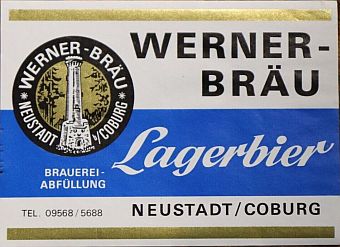 WERNER-BRÄU
NEUSTADT b/COBURG
WERNER-
BRÄU
Lagerbier
BRAUEREI-
ABFÜLLUNG
TEL. 09568/5688
NEUSTADT/COBURG